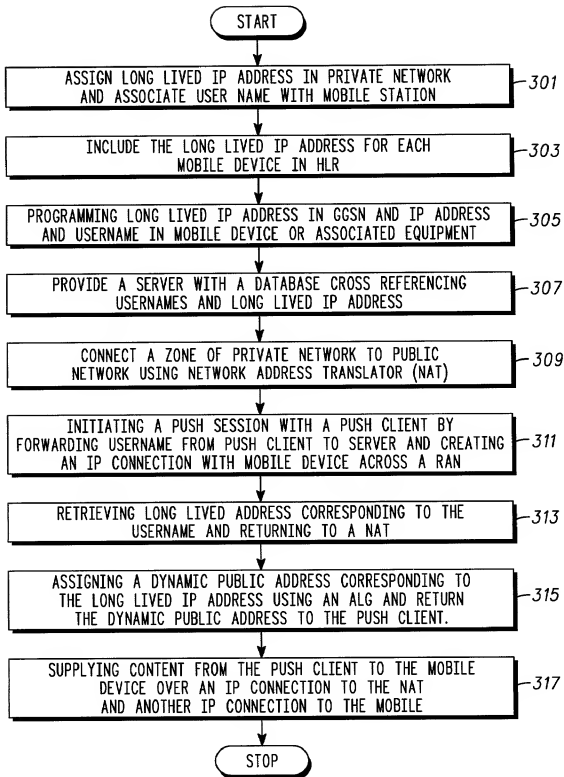 START
ASSIGN LONG LIVED IP ADDRESS IN PRIVATE NETWORK
AND ASSOCIATE USER NAME WITH MOBILE STATION
301
INCLUDE THE LONG LIVED IP ADDRESS FOR EACH
MOBILE DEVICE IN HLR
303
PROGRAMMING LONG LIVED IP ADDRESS IN GGSN AND IP ADDRESS
AND USERNAME IN MOBILE DEVICE OR ASSOCIATED EQUIPMENT
305
PROVIDE A SERVER WITH A DATABASE CROSS REFERENCING
USERNAMES AND LONG LIVED IP ADDRESS
307
CONNECT A ZONE OF PRIVATE NETWORK TO PUBLIC
NETWORK USING NETWORK ADDRESS TRANSLATOR (NAT)
309
INITIATING A PUSH SESSION WITH A PUSH CLIENT BY
FORWARDING USERNAME FROM PUSH CLIENT TO SERVER AND CREATING
AN IP CONNECTION WITH MOBILE DEVICE ACROSS A RAN
311
RETRIEVING LONG LIVED ADDRESS CORRESPONDING TO THE
USERNAME AND RETURNING TO A NAT
313
ASSIGNING A DYNAMIC PUBLIC ADDRESS CORRESPONDING TO
THE LONG LIVED IP ADDRESS USING AN ALG AND RETURN
THE DYNAMIC PUBLIC ADDRESS TO THE PUSH CLIENT.
315
SUPPLYING CONTENT FROM THE PUSH CLIENT TO THE MOBILE
DEVICE OVER AN IP CONNECTION TO THE NAT
AND ANOTHER IP CONNECTION TO THE MOBILE
317
STOP